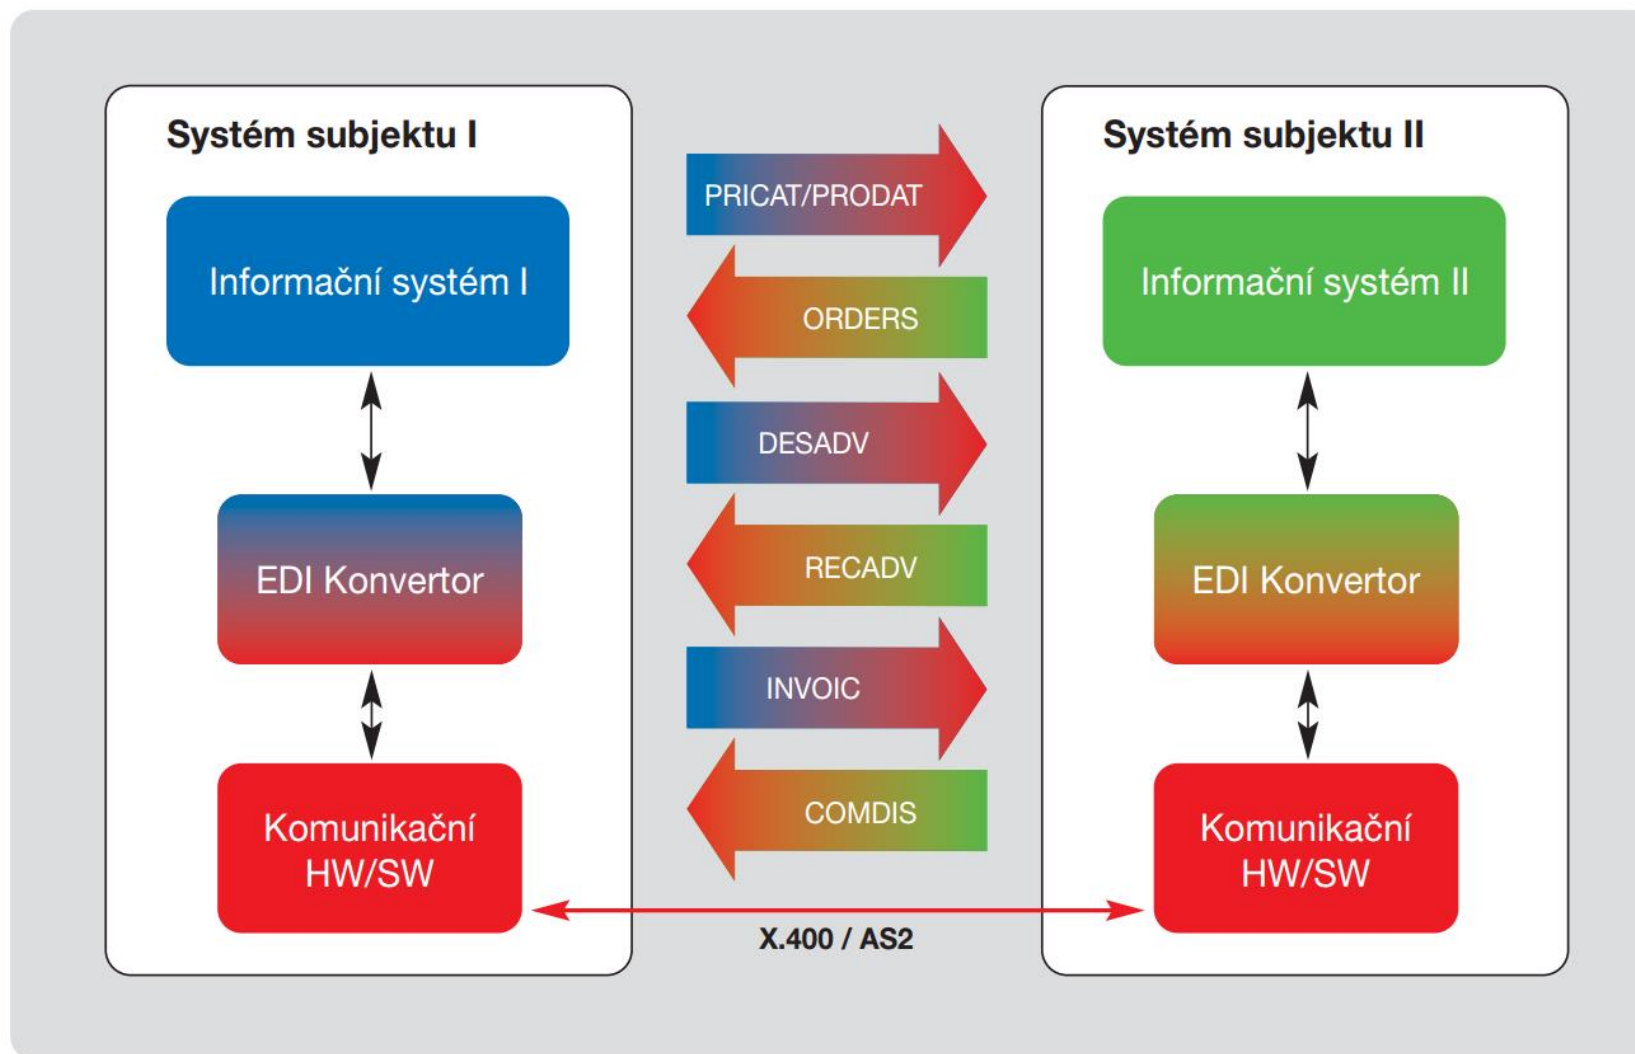 Systém subjektu I
Informační systém I
EDI Konvertor
Komunikační
HW/SW
PRICAT/PRODAT
ORDERS
DESADV
RECADV
INVOIC
COMDIS
X.400 / AS2
Systém subjektu II
Informační systém II
EDI Konvertor
Komunikační
HW/SW